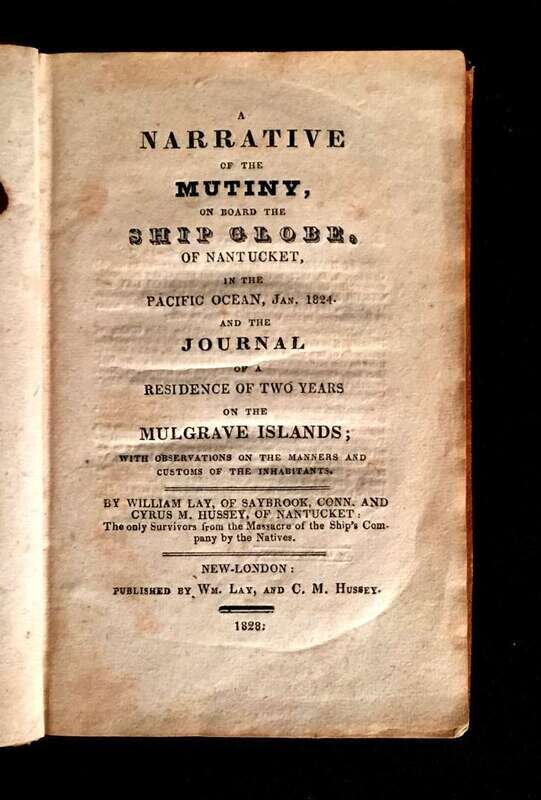 A
NARRATIVE
OF THE
MUTINY,
ON BOARD THE
SHIP GLOBE,
OF NANTUCKET,
IN THE
PACIFIC OCEAN, JAN. 1824.
AND THE
JOURNAL
OF A
RESIDENCE OF TWO YEARS
ON THE
MULGRAVE ISLANDS;
WITH OBSERVATIONS ON THE MANNERS AND
CUSTOMS OF THE INHABITANTS.
BY WILLIAM LAY, OF SAYBROOK, CONN. AND
CYRUS M. HUSSEY, OF NANTUCKET:
The only Survivors from the Massacre of the Ship's Com-
pany by the Natives.
NEW-LONDON:
PUBLISHED BY WM. LAY, AND C. M. HUSSEY.
1828: